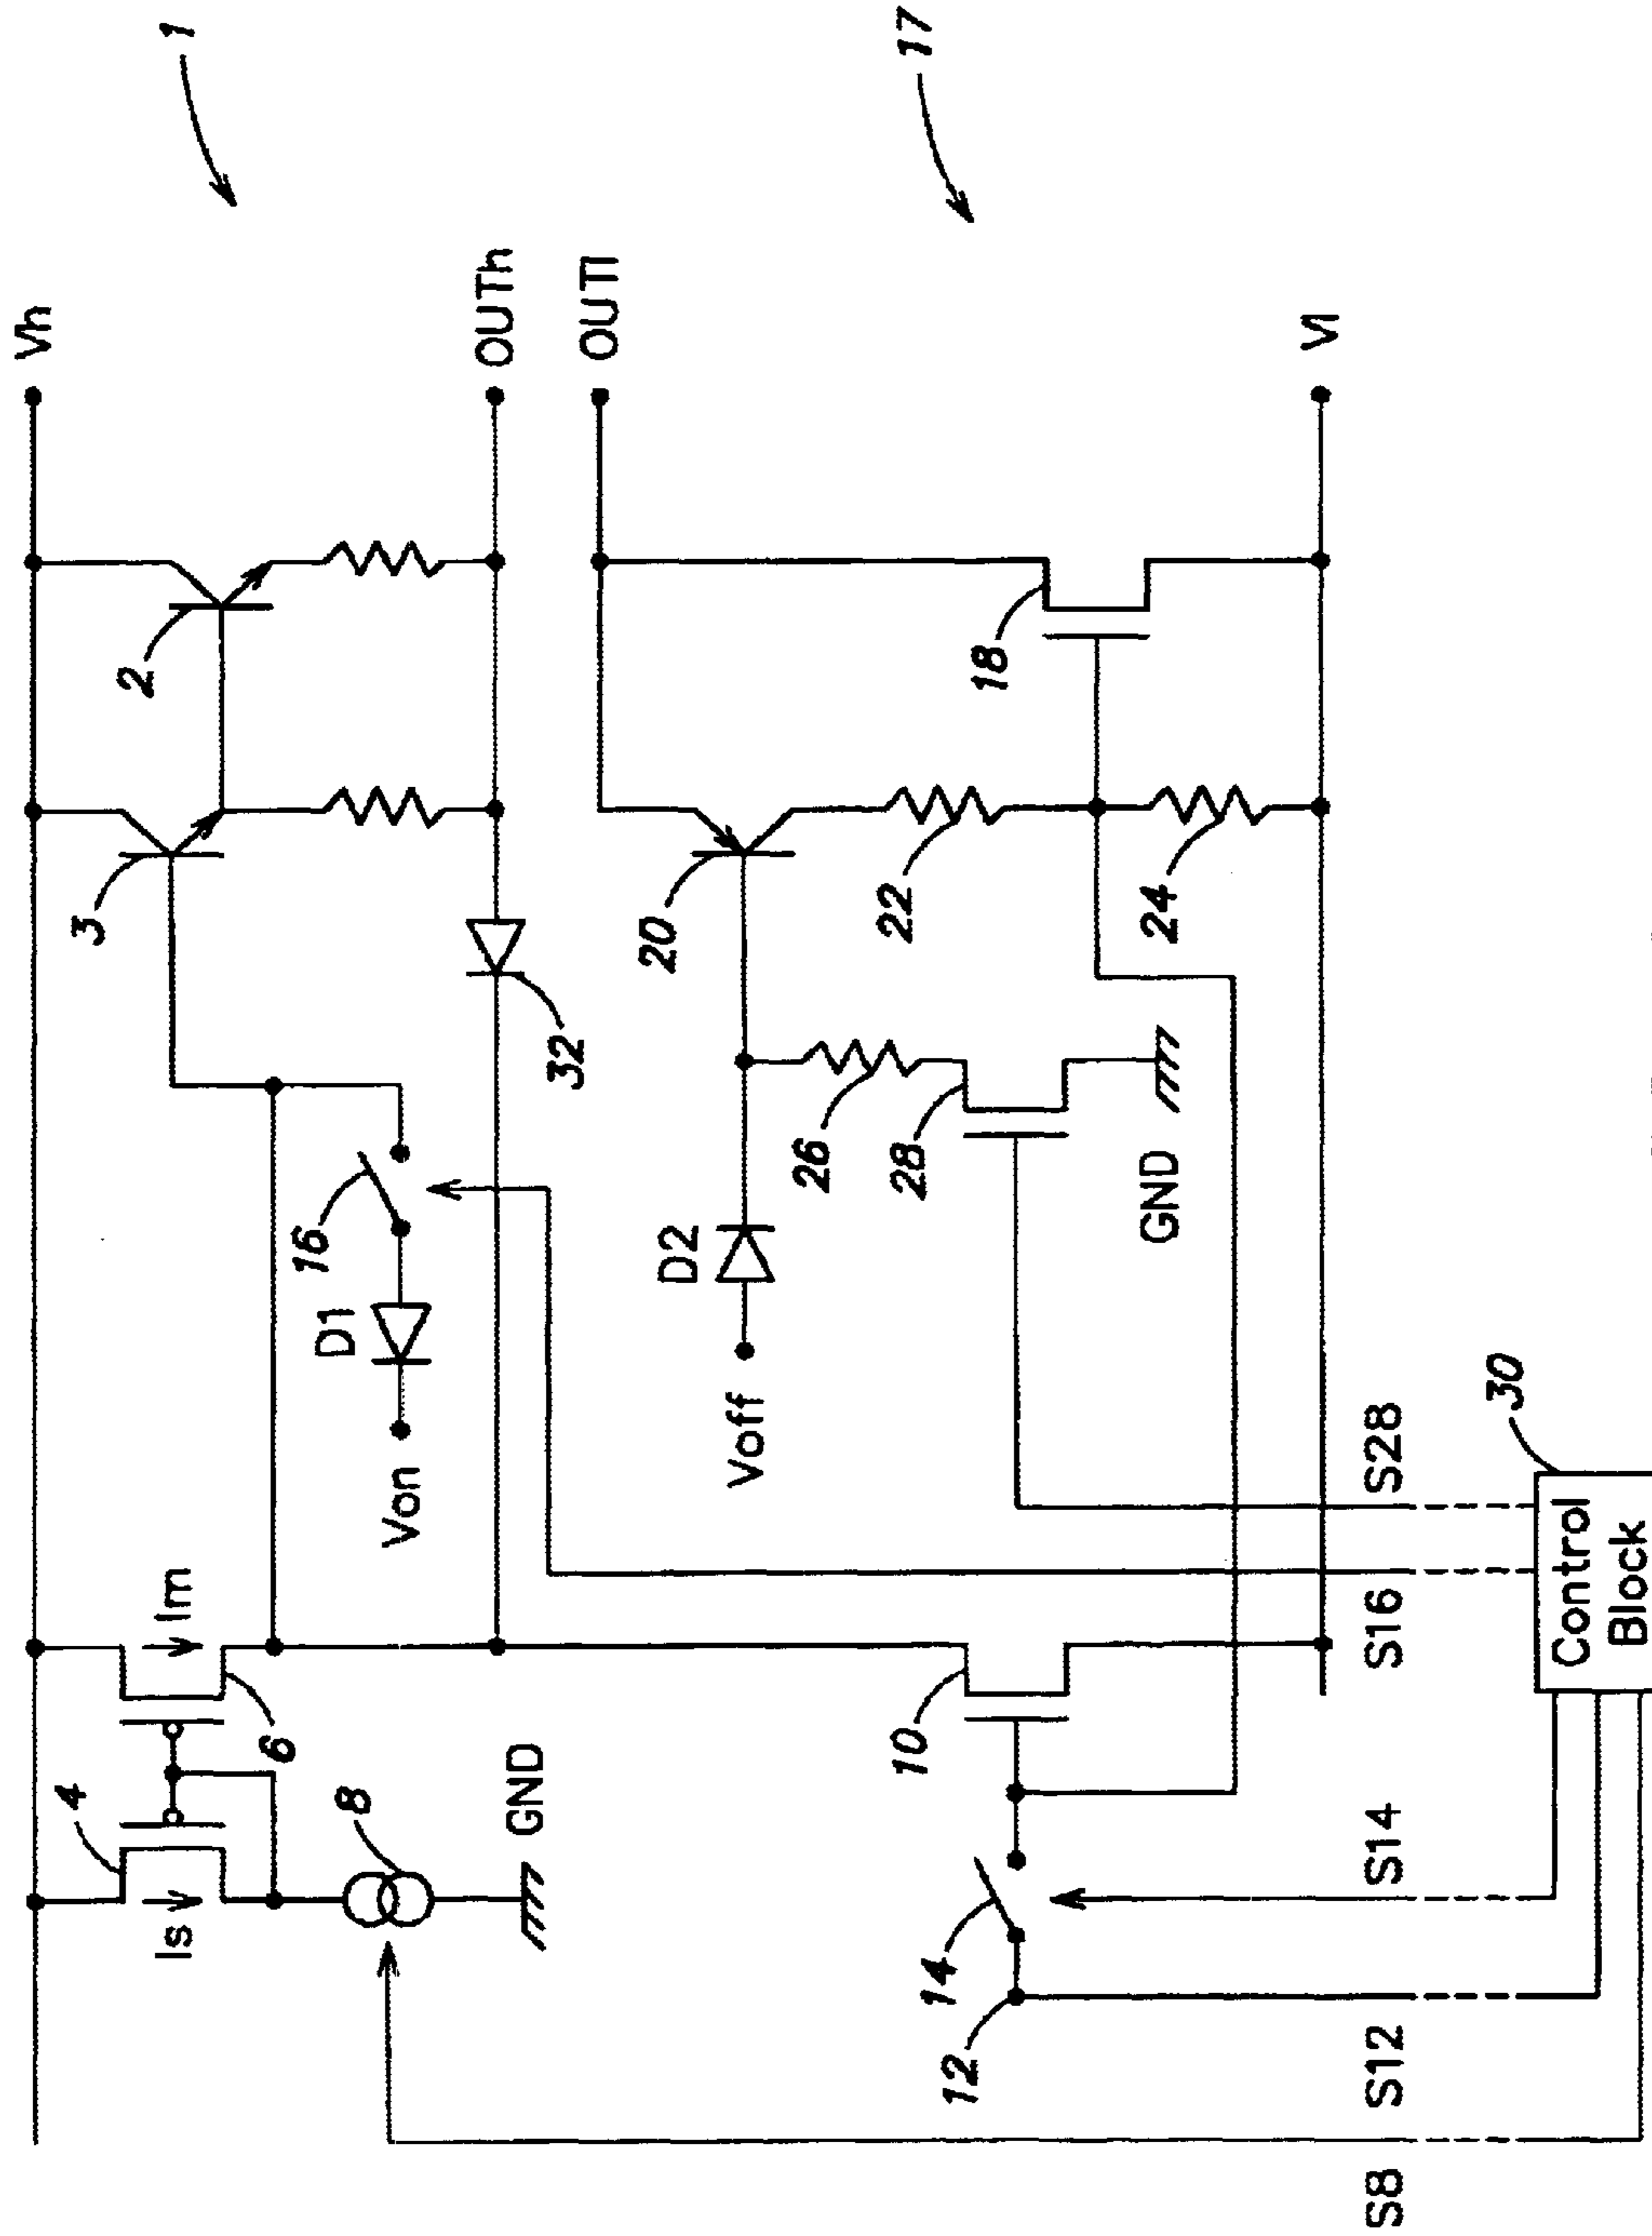 Vh
4
3
2
Is
Im
1
6
16
D1
8
Von
OUTh
GND
32
OUTl
20
D2
Voff
26
22
10
28
17
14
12
18
GND
24
Vl
S8
S12
S14
S16
S28
30
Control
Block